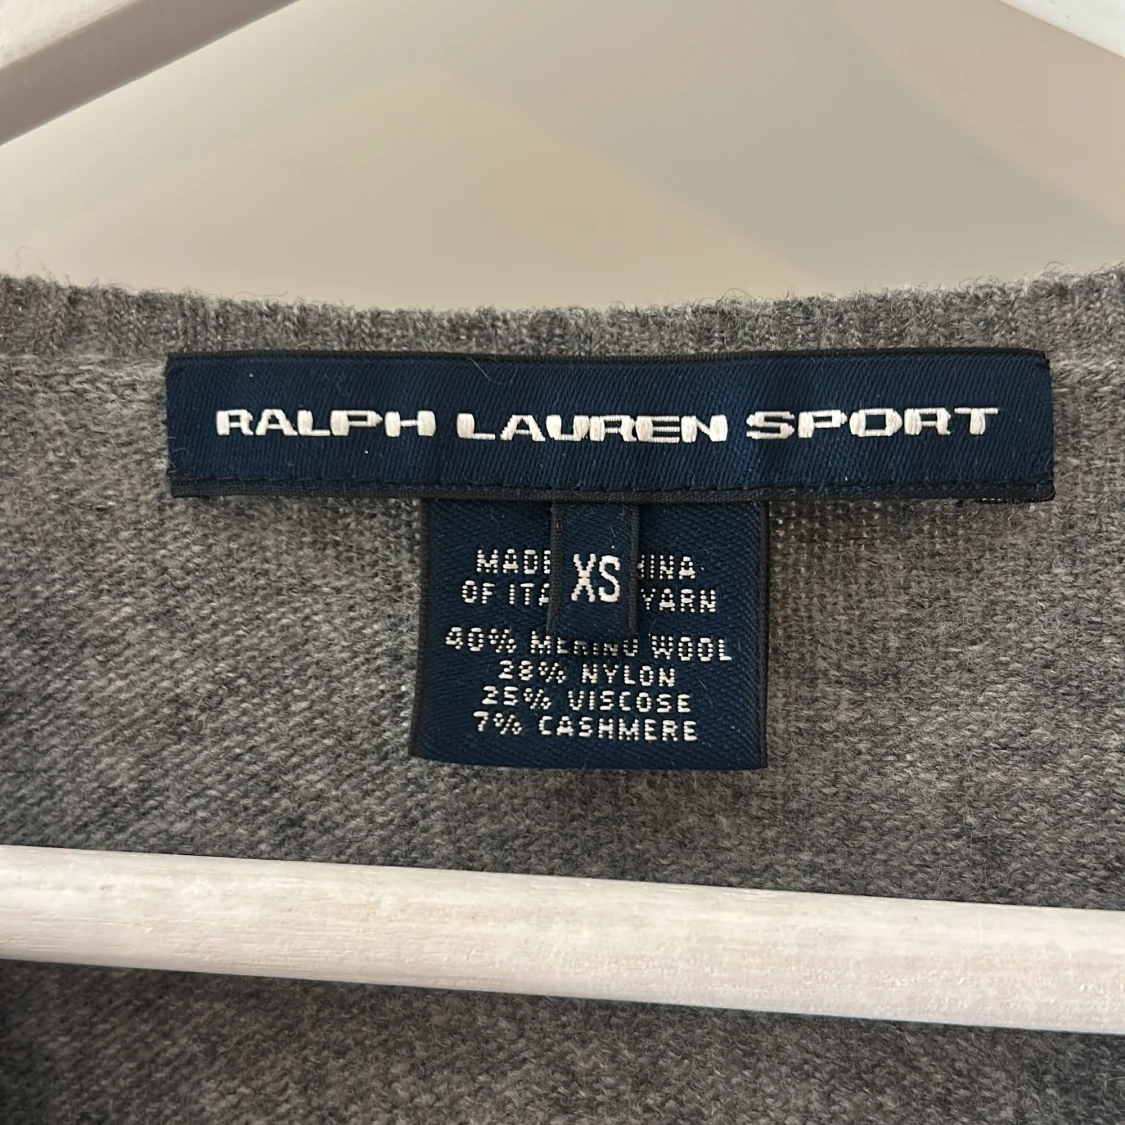 RALPH LAUREN SPORT
XS
MADE HINA
OF ITA YARN
40% MERINO WOOL
28% NYLON
25% VISCOSE
7% CASHMERE